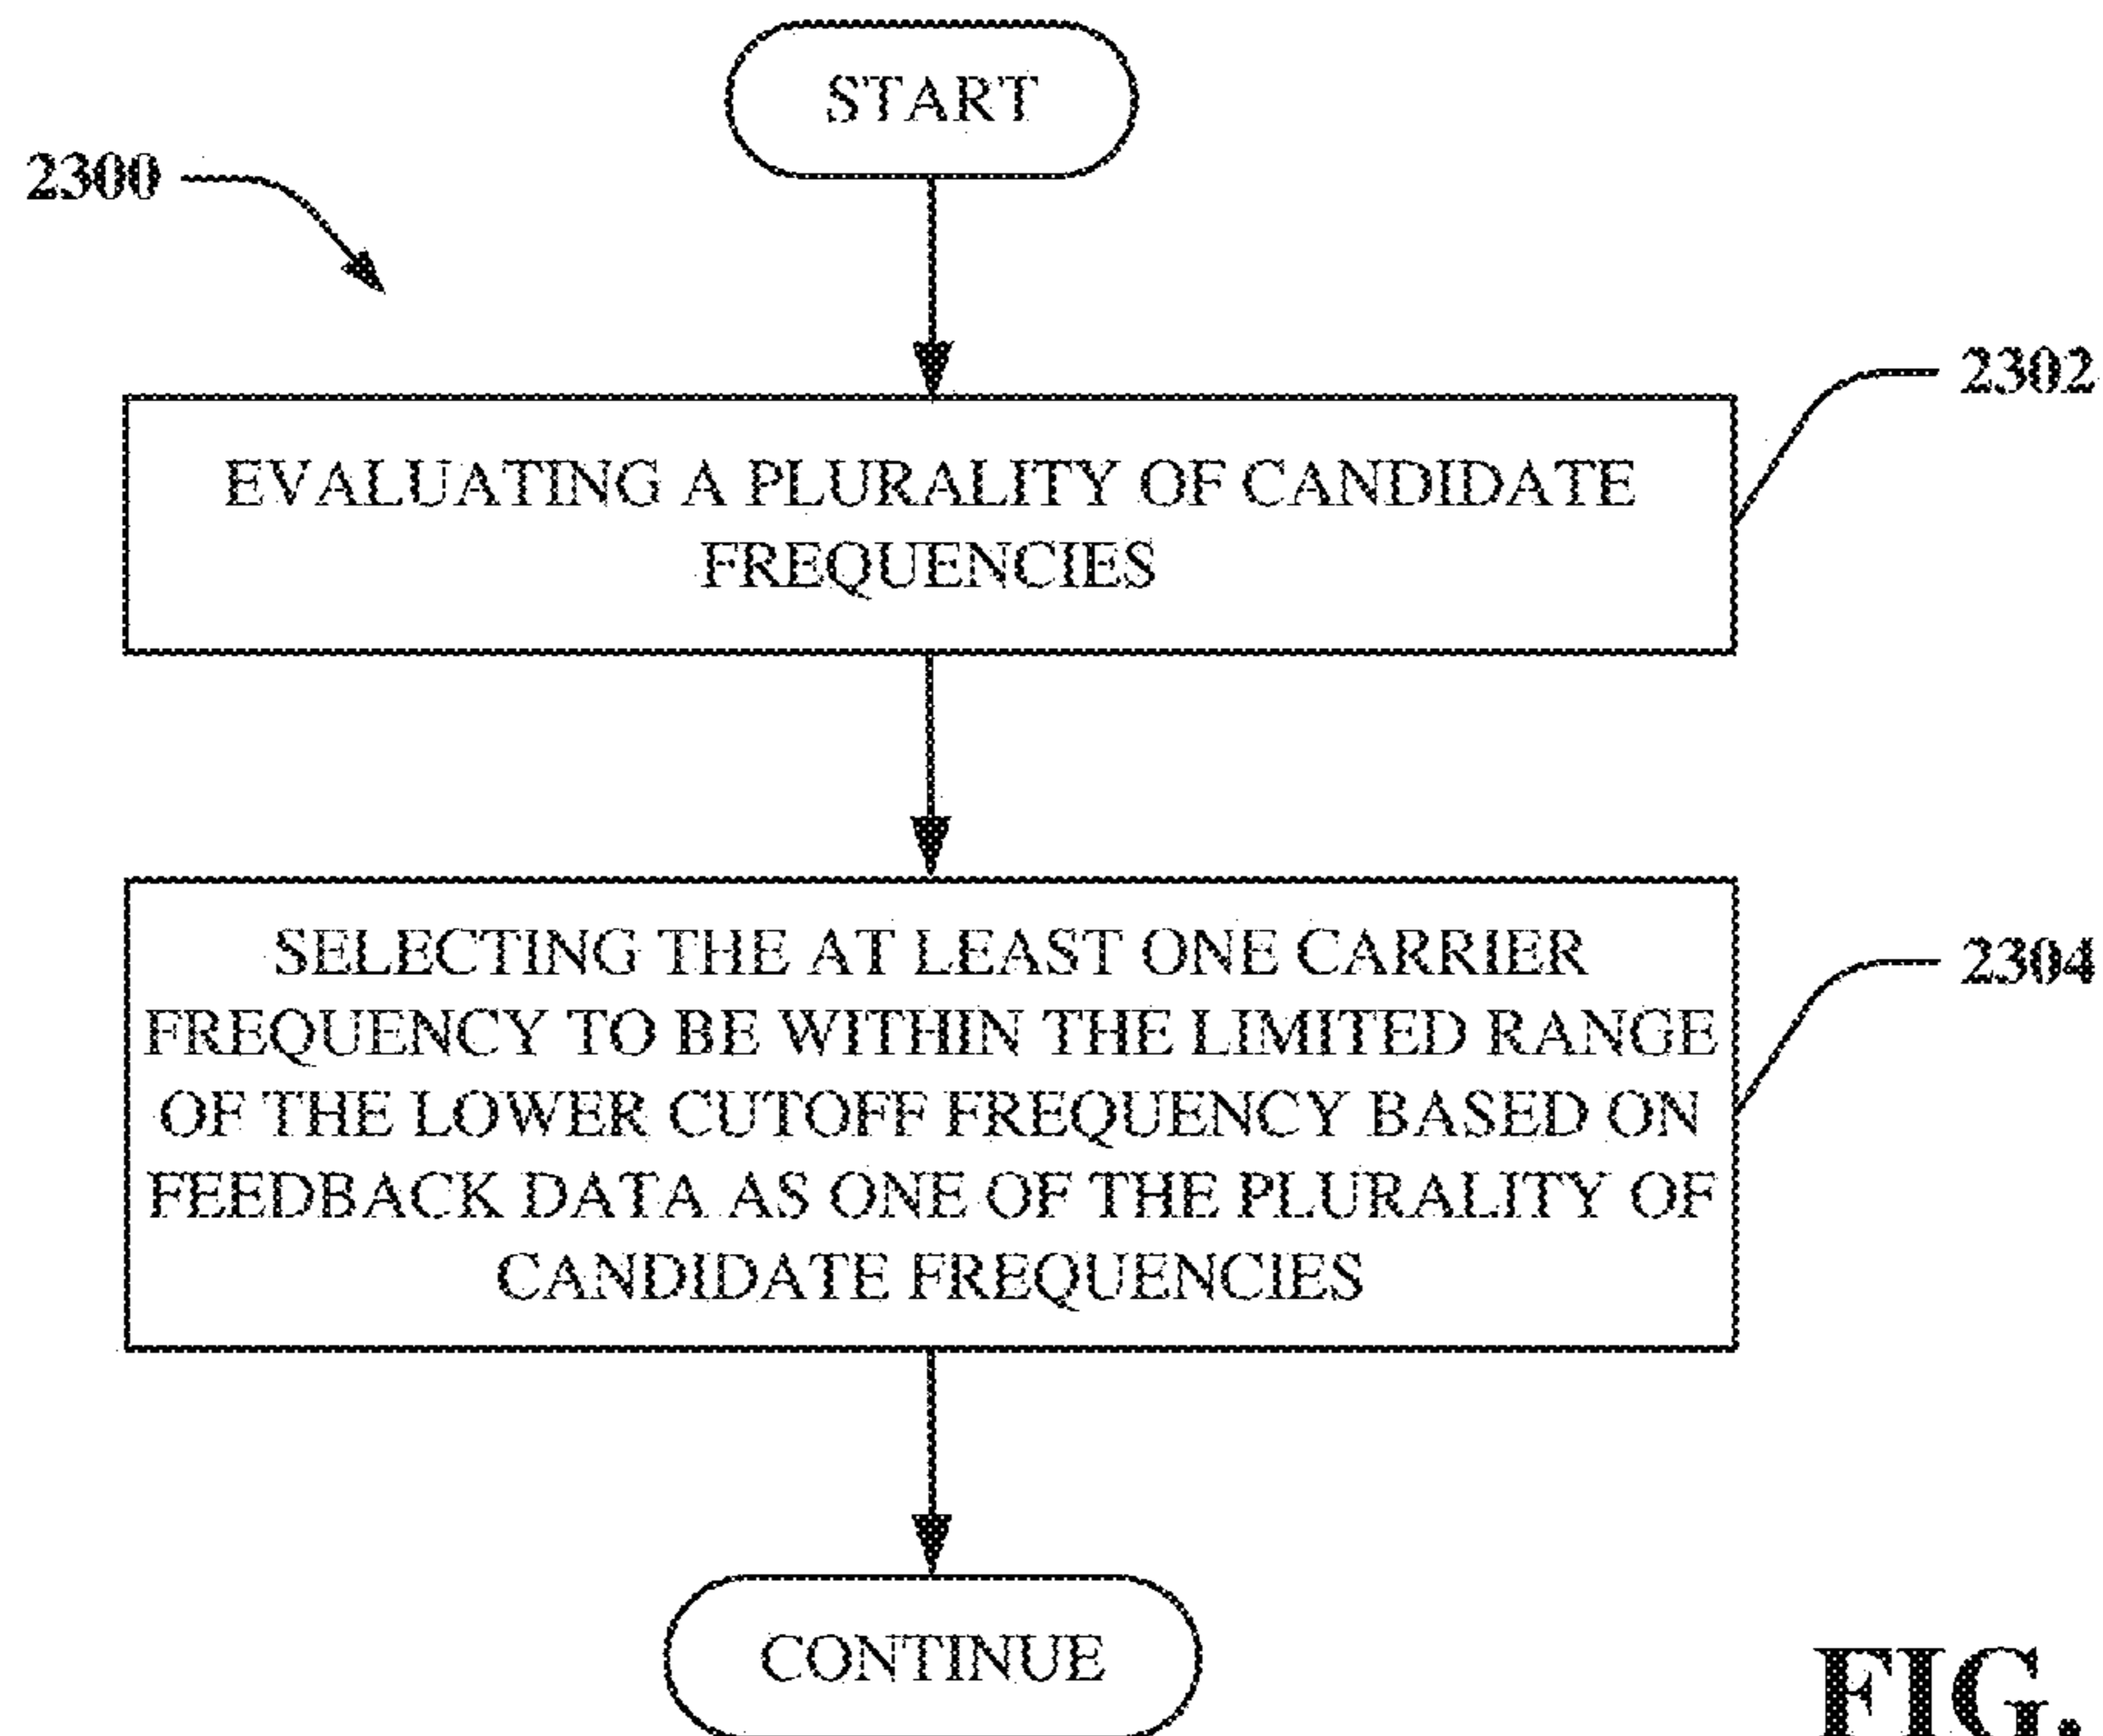 START
2300
2302
EVALUATING A PLURALITY OF CANDIDATE
FREQUENCIES
SELECTING THE AT LEAST ONE CARRIER
FREQUENCY TO BE WITHIN THE LIMITED RANGE
OF THE LOWER CUTOFF FREQUENCY BASED ON
FEEDBACK DATA AS ONE OF THE PLURALITY OF
CANDIDATE FREQUENCIES
2304
CONTINUE
FIG.